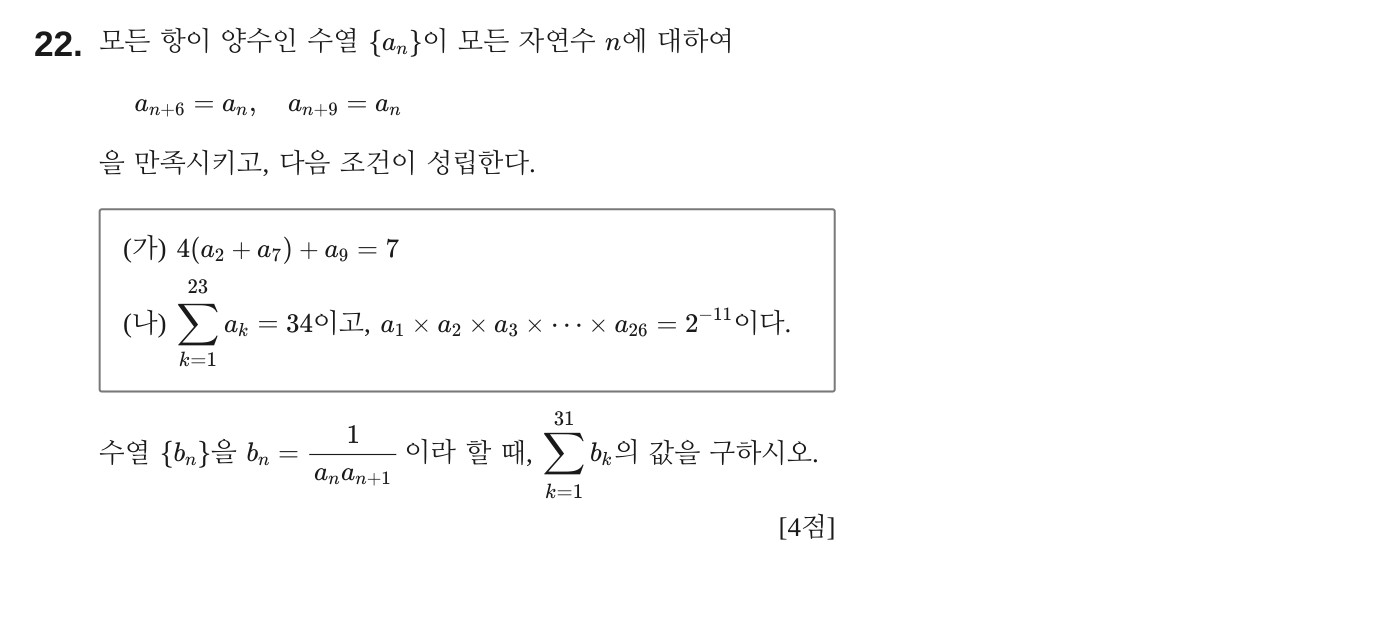 22. 모든 항이 양수인 수열 {aₙ}이 모든 자연수 n에 대하여
aₙ₊₆ = aₙ, aₙ₊₉ = aₙ
을 만족시키고, 다음 조건이 성립한다.
(가) 4(a₂ + a₇) + a₉ = 7
(나) ∑_{k=1}^{23} aₖ = 34이고, a₁ × a₂ × a₃ × ⋯ × a₂₆ = 2⁻¹¹이다.
수열 {bₙ}을 bₙ = 1/(aₙaₙ₊₁) 이라 할 때, ∑_{k=1}^{31} bₖ의 값을 구하시오.
[4점]